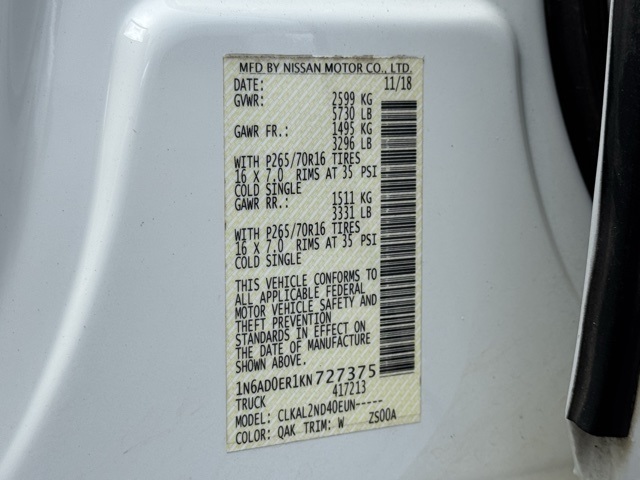 MFD BY NISSAN MOTOR CO., LTD.
DATE: 11/18
GVWR: 2599 KG
5730 LB
GAWR FR.: 1495 KG
3296 LB
WITH P265/70R16 TIRES
16 X 7.0 RIMS AT 35 PSI
COLD SINGLE
GAWR RR.: 1511 KG
3331 LB
WITH P265/70R16 TIRES
16 X 7.0 RIMS AT 35 PSI
COLD SINGLE
THIS VEHICLE CONFORMS TO
ALL APPLICABLE FEDERAL
MOTOR VEHICLE SAFETY AND
THEFT PREVENTION
STANDARDS IN EFFECT ON
THE DATE OF MANUFACTURE
SHOWN ABOVE.
1N6AD0ER1KN727375
TRUCK 417213
MODEL: CLKAL2ND40EUN-----
COLOR: QAK TRIM: W ZS00A